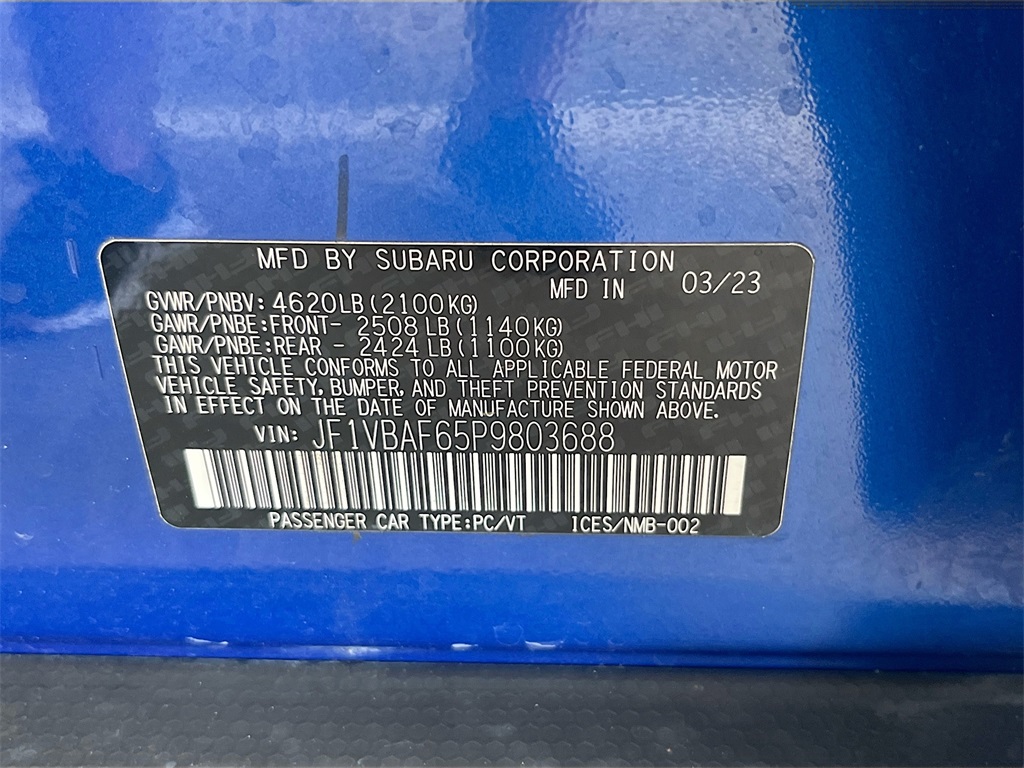 MFD BY SUBARU CORPORATION
MFD IN 03/23
GVWR/PNBV: 4620LB(2100KG)
GAWR/PNBE:FRONT- 2508LB(1140KG)
GAWR/PNBE:REAR - 2424LB(1100KG)
THIS VEHICLE CONFORMS TO ALL APPLICABLE FEDERAL MOTOR
VEHICLE SAFETY, BUMPER, AND THEFT PREVENTION STANDARDS
IN EFFECT ON THE DATE OF MANUFACTURE SHOWN ABOVE.
VIN: JF1VBAF65P9803688
PASSENGER CAR TYPE:PC/VT ICES/NMB-002